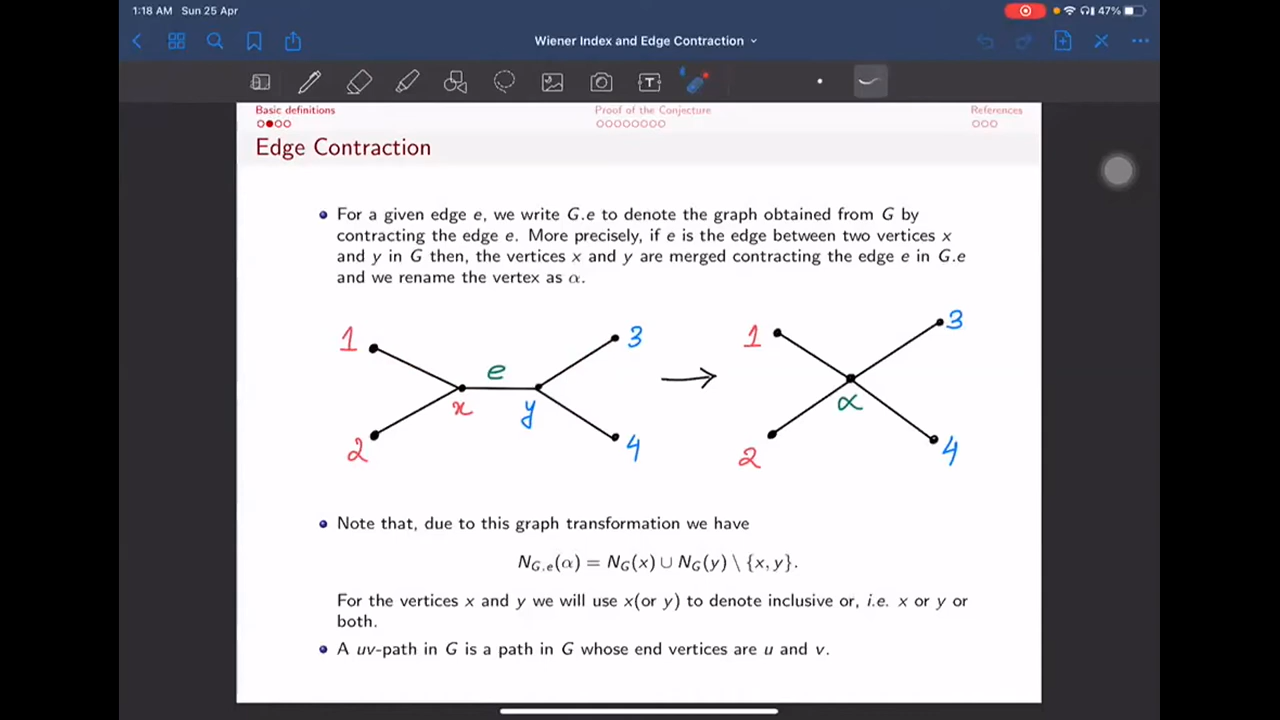 1:18 AM Sun 25 Apr
47%
Wiener Index and Edge Contraction
T
Basic definitions
Proof of the Conjecture
References
Edge Contraction
For a given edge e, we write G.e to denote the graph obtained from G by
contracting the edge e. More precisely, if e is the edge between two vertices x
and y in G then, the vertices x and y are merged contracting the edge e in G.e
and we rename the vertex as α.
1 3 1 3
e
x y α
2 4 2 4
Note that, due to this graph transformation we have
N_{G.e}(α) = N_G(x) ∪ N_G(y) \ {x, y}.
For the vertices x and y we will use x(or y) to denote inclusive or, i.e. x or y or
both.
A uv-path in G is a path in G whose end vertices are u and v.